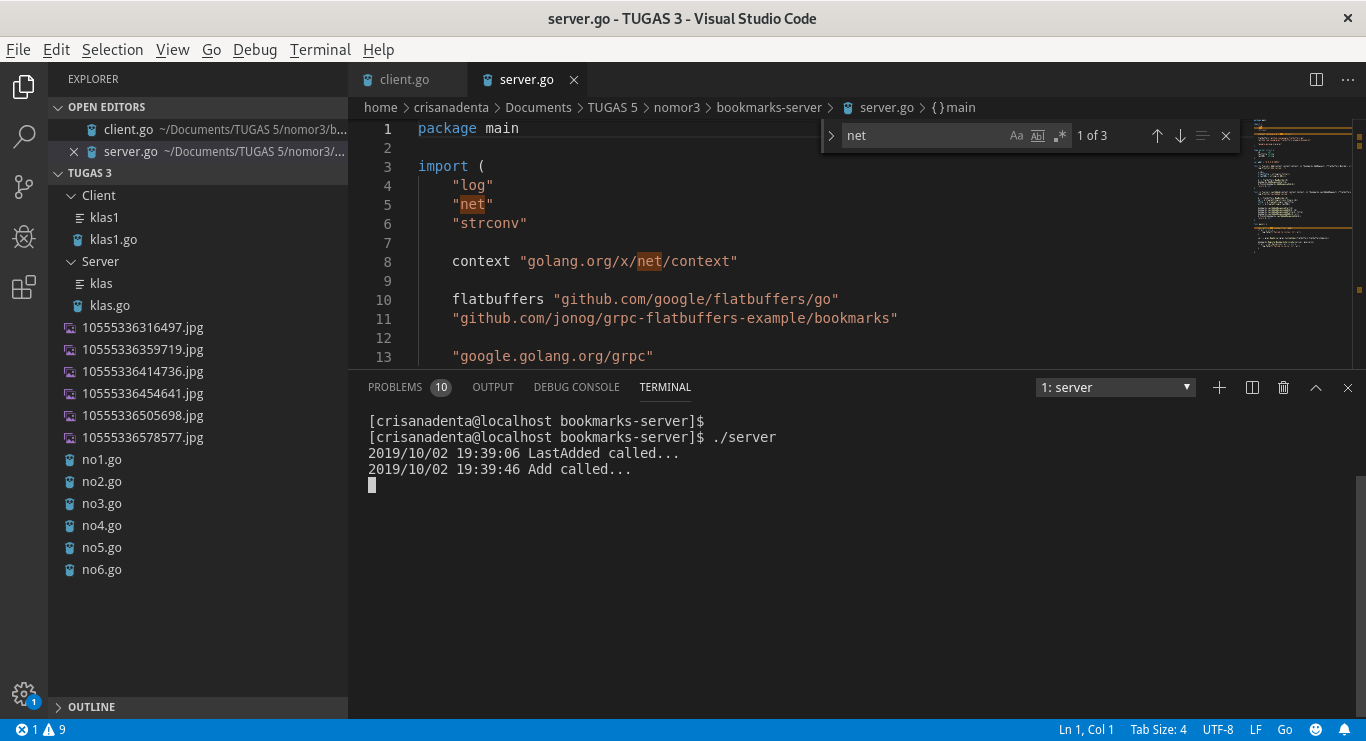 server.go - TUGAS 3 - Visual Studio Code
File Edit Selection View Go Debug Terminal Help
EXPLORER
OPEN EDITORS
client.go ~/Documents/TUGAS 5/nomor3/b...
server.go ~/Documents/TUGAS 5/nomor3/...
TUGAS 3
Client
klas1
klas1.go
Server
klas
klas.go
10555336316497.jpg
10555336359719.jpg
10555336414736.jpg
10555336454641.jpg
10555336505698.jpg
10555336578577.jpg
no1.go
no2.go
no3.go
no4.go
no5.go
no6.go
OUTLINE
client.go server.go
home > crisanadenta > Documents > TUGAS 5 > nomor3 > bookmarks-server > server.go > {} main
net Aa Abl .* 1 of 3
1 package main
2
3 import (
4 "log"
5 "net"
6 "strconv"
7
8 context "golang.org/x/net/context"
9
10 flatbuffers "github.com/google/flatbuffers/go"
11 "github.com/jonog/grpc-flatbuffers-example/bookmarks"
12
13 "google.golang.org/grpc"
PROBLEMS 10 OUTPUT DEBUG CONSOLE TERMINAL 1: server
[crisanadenta@localhost bookmarks-server]$
[crisanadenta@localhost bookmarks-server]$ ./server
2019/10/02 19:39:06 LastAdded called...
2019/10/02 19:39:46 Add called...
1
1 9 Ln 1, Col 1 Tab Size: 4 UTF-8 LF Go